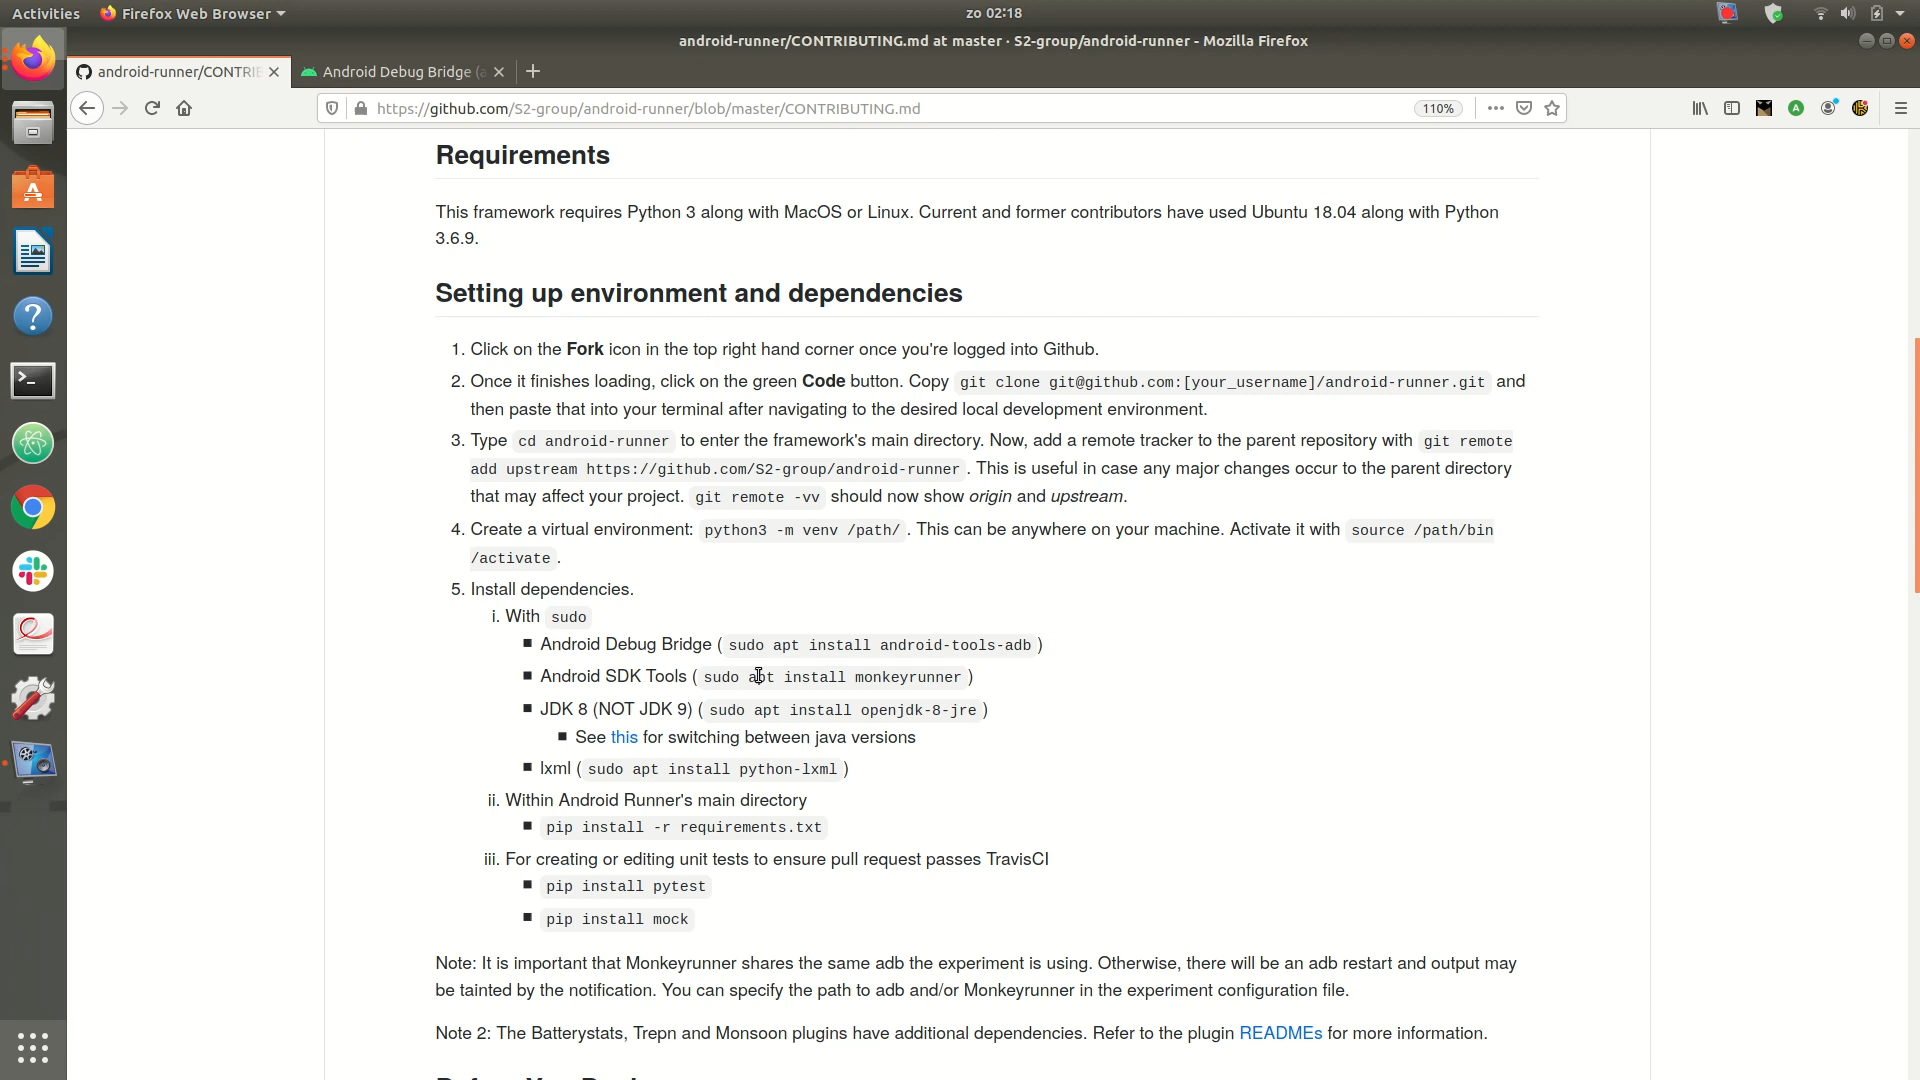 Activities Firefox Web Browser zo 02:18
android-runner/CONTRIBUTING.md at master · S2-group/android-runner - Mozilla Firefox
android-runner/CONTRIB Android Debug Bridge (a
https://github.com/S2-group/android-runner/blob/master/CONTRIBUTING.md 110%
Requirements
This framework requires Python 3 along with MacOS or Linux. Current and former contributors have used Ubuntu 18.04 along with Python
3.6.9.
Setting up environment and dependencies
1. Click on the Fork icon in the top right hand corner once you're logged into Github.
2. Once it finishes loading, click on the green Code button. Copy git clone git@github.com:[your_username]/android-runner.git and
then paste that into your terminal after navigating to the desired local development environment.
3. Type cd android-runner to enter the framework's main directory. Now, add a remote tracker to the parent repository with git remote
add upstream https://github.com/S2-group/android-runner . This is useful in case any major changes occur to the parent directory
that may affect your project. git remote -vv should now show origin and upstream.
4. Create a virtual environment: python3 -m venv /path/ . This can be anywhere on your machine. Activate it with source /path/bin
/activate .
5. Install dependencies.
i. With sudo
■ Android Debug Bridge ( sudo apt install android-tools-adb )
■ Android SDK Tools ( sudo apt install monkeyrunner )
■ JDK 8 (NOT JDK 9) ( sudo apt install openjdk-8-jre )
■ See this for switching between java versions
■ lxml ( sudo apt install python-lxml )
ii. Within Android Runner's main directory
■ pip install -r requirements.txt
iii. For creating or editing unit tests to ensure pull request passes TravisCI
■ pip install pytest
■ pip install mock
Note: It is important that Monkeyrunner shares the same adb the experiment is using. Otherwise, there will be an adb restart and output may
be tainted by the notification. You can specify the path to adb and/or Monkeyrunner in the experiment configuration file.
Note 2: The Batterystats, Trepn and Monsoon plugins have additional dependencies. Refer to the plugin READMEs for more information.